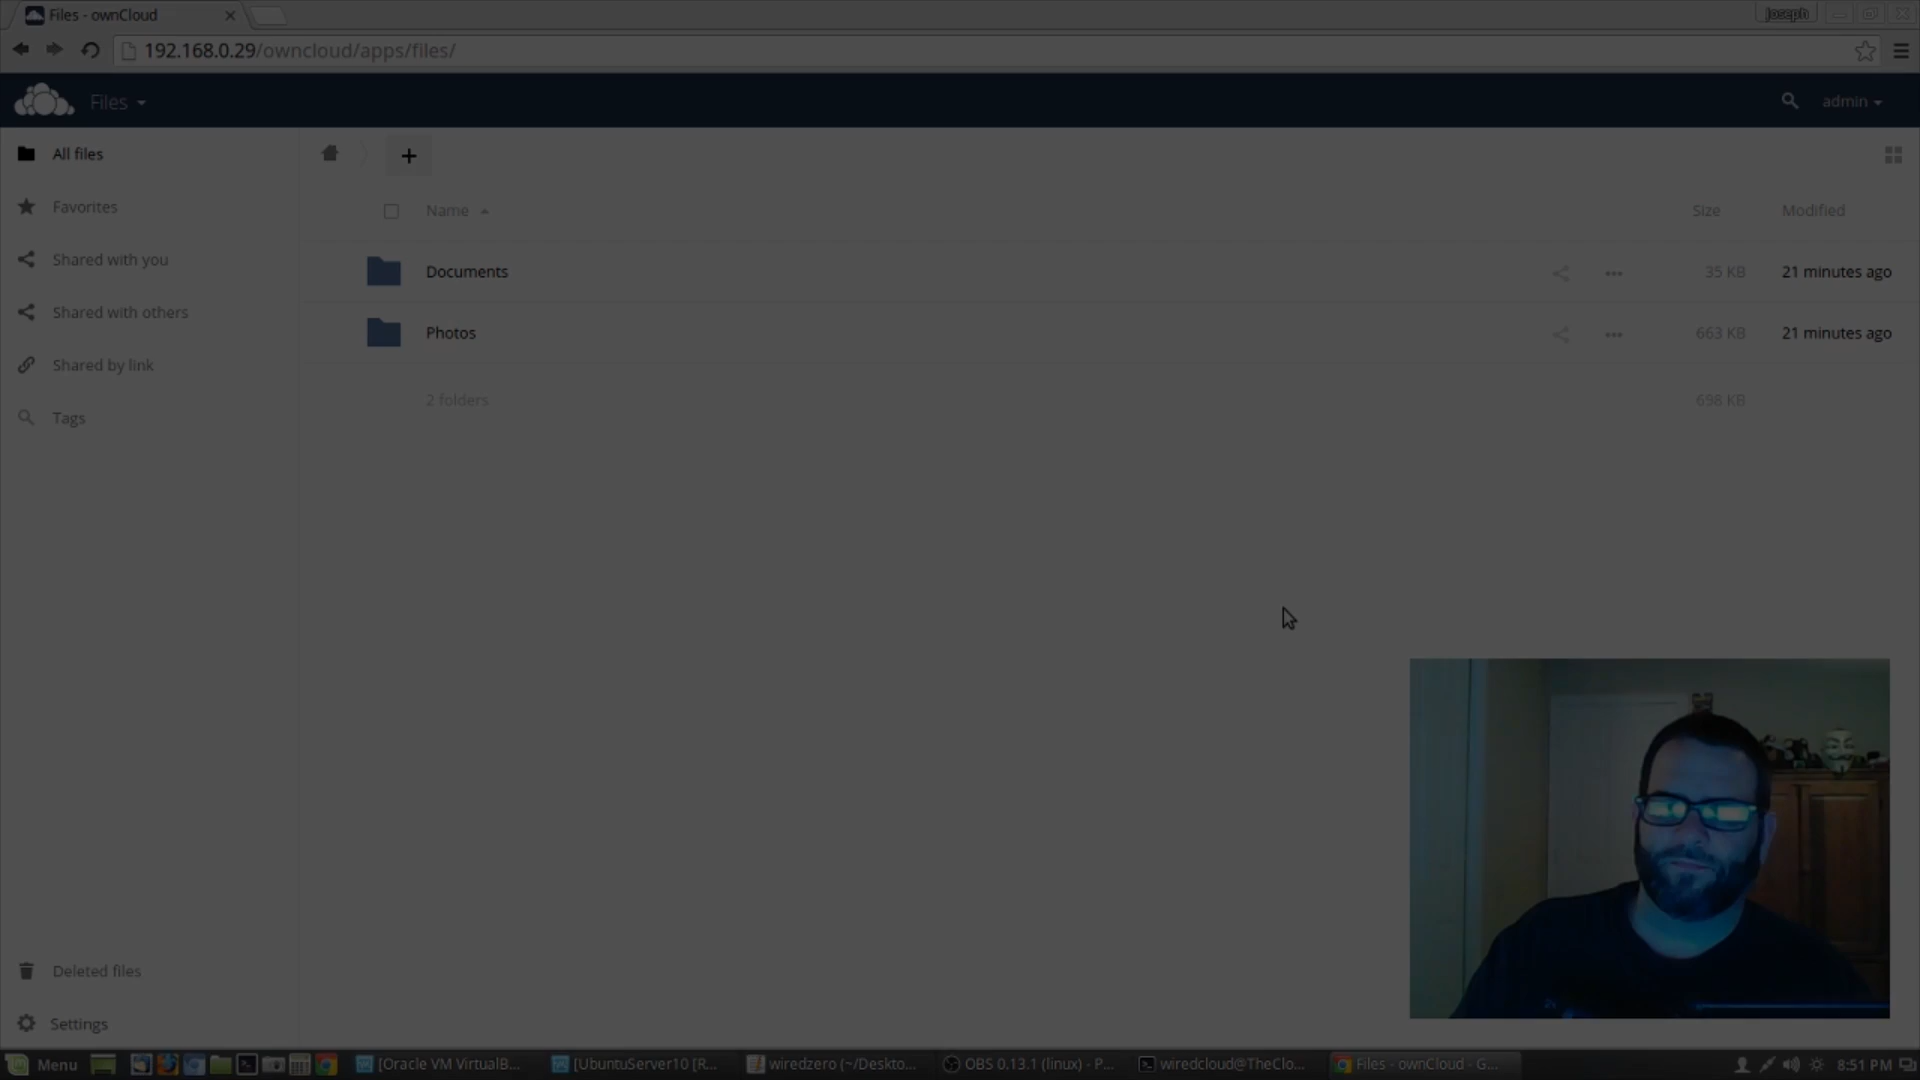 Files - ownCloud
joseph
192.168.0.29/owncloud/apps/files/
Files
admin
All files
Favorites
Shared with you
Shared with others
Shared by link
Tags
Deleted files
Settings
+
Name Size Modified
Documents 35 KB 21 minutes ago
Photos 663 KB 21 minutes ago
2 folders 698 KB
Menu [Oracle VM VirtualB... [UbuntuServer10 [R... wiredzero (~/Deskto... OBS 0.13.1 (linux) - P... wiredcloud@TheClo... Files - ownCloud - G... 8:51 PM